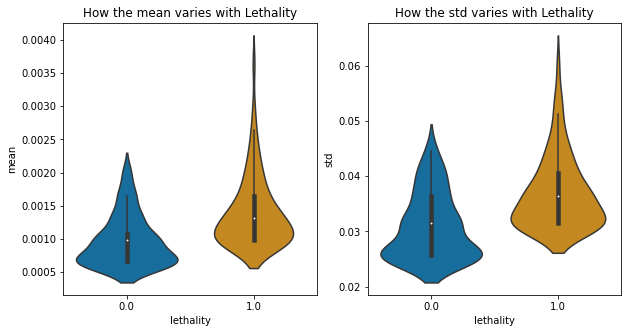 How the mean varies with Lethality
mean
0.0040
0.0035
0.0030
0.0025
0.0020
0.0015
0.0010
0.0005
0.0
1.0
lethality
How the std varies with Lethality
std
0.06
0.05
0.04
0.03
0.02
0.0
1.0
lethality